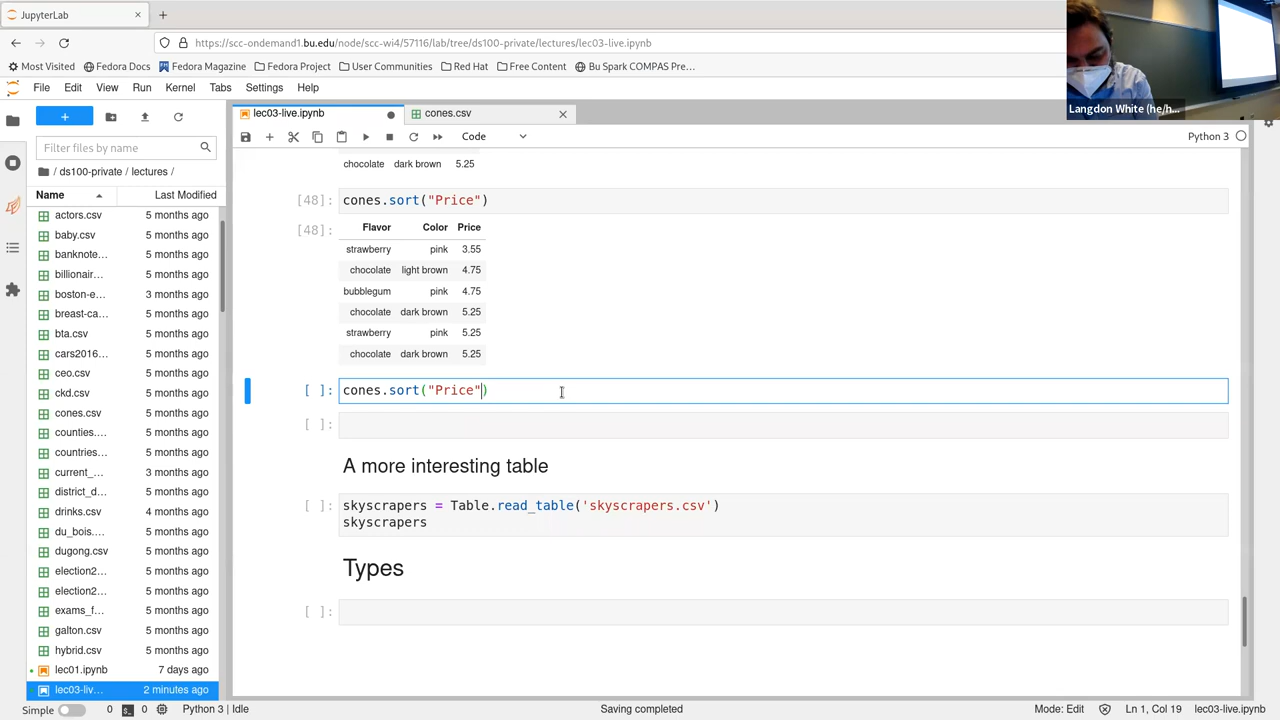 JupyterLab
https://scc-ondemand1.bu.edu/node/scc-wi4/57116/lab/tree/ds100-private/lectures/lec03-live.ipynb
Most Visited Fedora Docs Fedora Magazine Fedora Project User Communities Red Hat Free Content Bu Spark COMPAS Pre…
Langdon White (he/h...
File Edit View Run Kernel Tabs Settings Help
lec03-live.ipynb cones.csv
Code Python 3
Filter files by name
/ ds100-private / lectures /
Name Last Modified
actors.csv 5 months ago
baby.csv 5 months ago
banknote... 5 months ago
billionair... 5 months ago
boston-e... 3 months ago
breast-ca... 5 months ago
bta.csv 5 months ago
cars2016... 5 months ago
ceo.csv 5 months ago
ckd.csv 5 months ago
cones.csv 5 months ago
counties.... 5 months ago
countries... 5 months ago
current_... 3 months ago
district_d... 5 months ago
drinks.csv 4 months ago
du_bois.... 5 months ago
dugong.csv 5 months ago
election2... 5 months ago
election2... 5 months ago
exams_f... 5 months ago
galton.csv 5 months ago
hybrid.csv 5 months ago
lec01.ipynb 7 days ago
lec03-liv... 2 minutes ago
chocolate dark brown 5.25
[48]: cones.sort("Price")
[48]: Flavor Color Price
strawberry pink 3.55
chocolate light brown 4.75
bubblegum pink 4.75
chocolate dark brown 5.25
strawberry pink 5.25
chocolate dark brown 5.25
[ ]: cones.sort("Price")
[ ]:
A more interesting table
[ ]: skyscrapers = Table.read_table('skyscrapers.csv')
skyscrapers
Types
[ ]:
Simple 0 0 Python 3 | Idle Saving completed Mode: Edit Ln 1, Col 19 lec03-live.ipynb